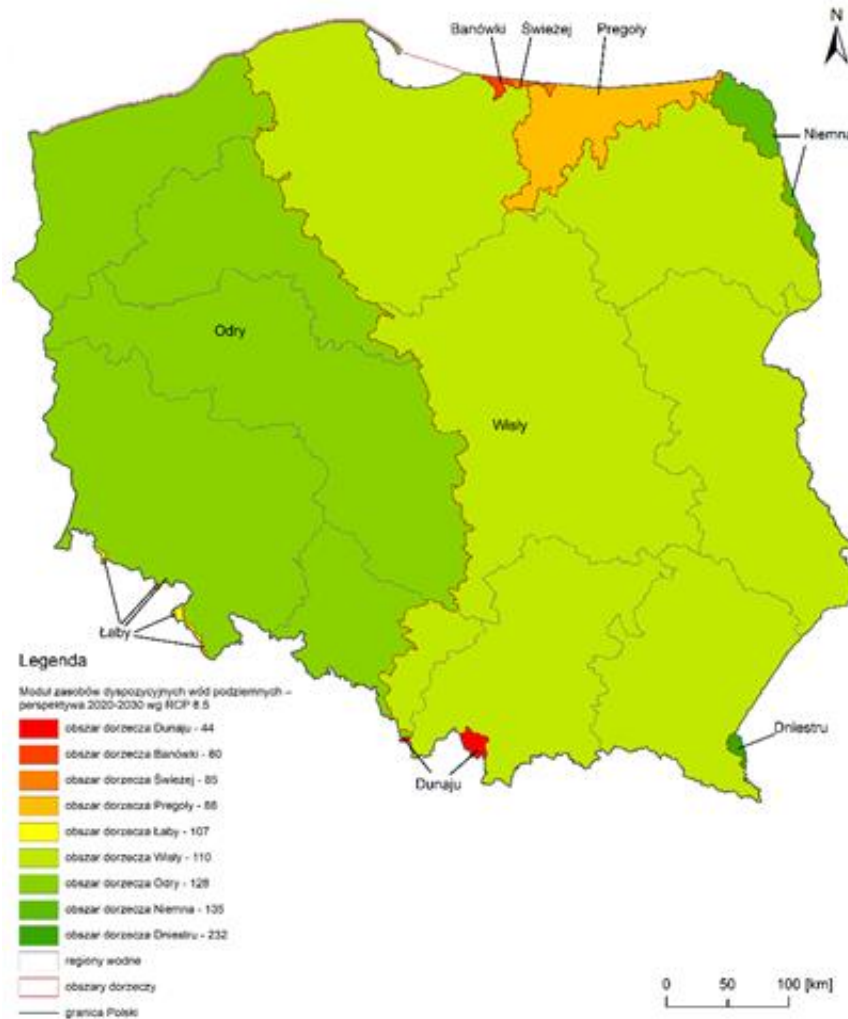 N
Banówki
Świeżej
Pregoły
Niemna
Odry
Wisły
Łaby
Dniestru
Dunaju
Legenda
Moduł zasobów dyspozycyjnych wód podziemnych –
perspektywa 2020-2030 wg RCP 8.5
obszar dorzecza Dunaju - 44
obszar dorzecza Banówki - 60
obszar dorzecza Świeżej - 85
obszar dorzecza Pregoły - 86
obszar dorzecza Łaby - 107
obszar dorzecza Wisły - 110
obszar dorzecza Odry - 128
obszar dorzecza Niemna - 135
obszar dorzecza Dniestru - 232
regiony wodne
obszary dorzeczy
granica Polski
0 50 100 [km]